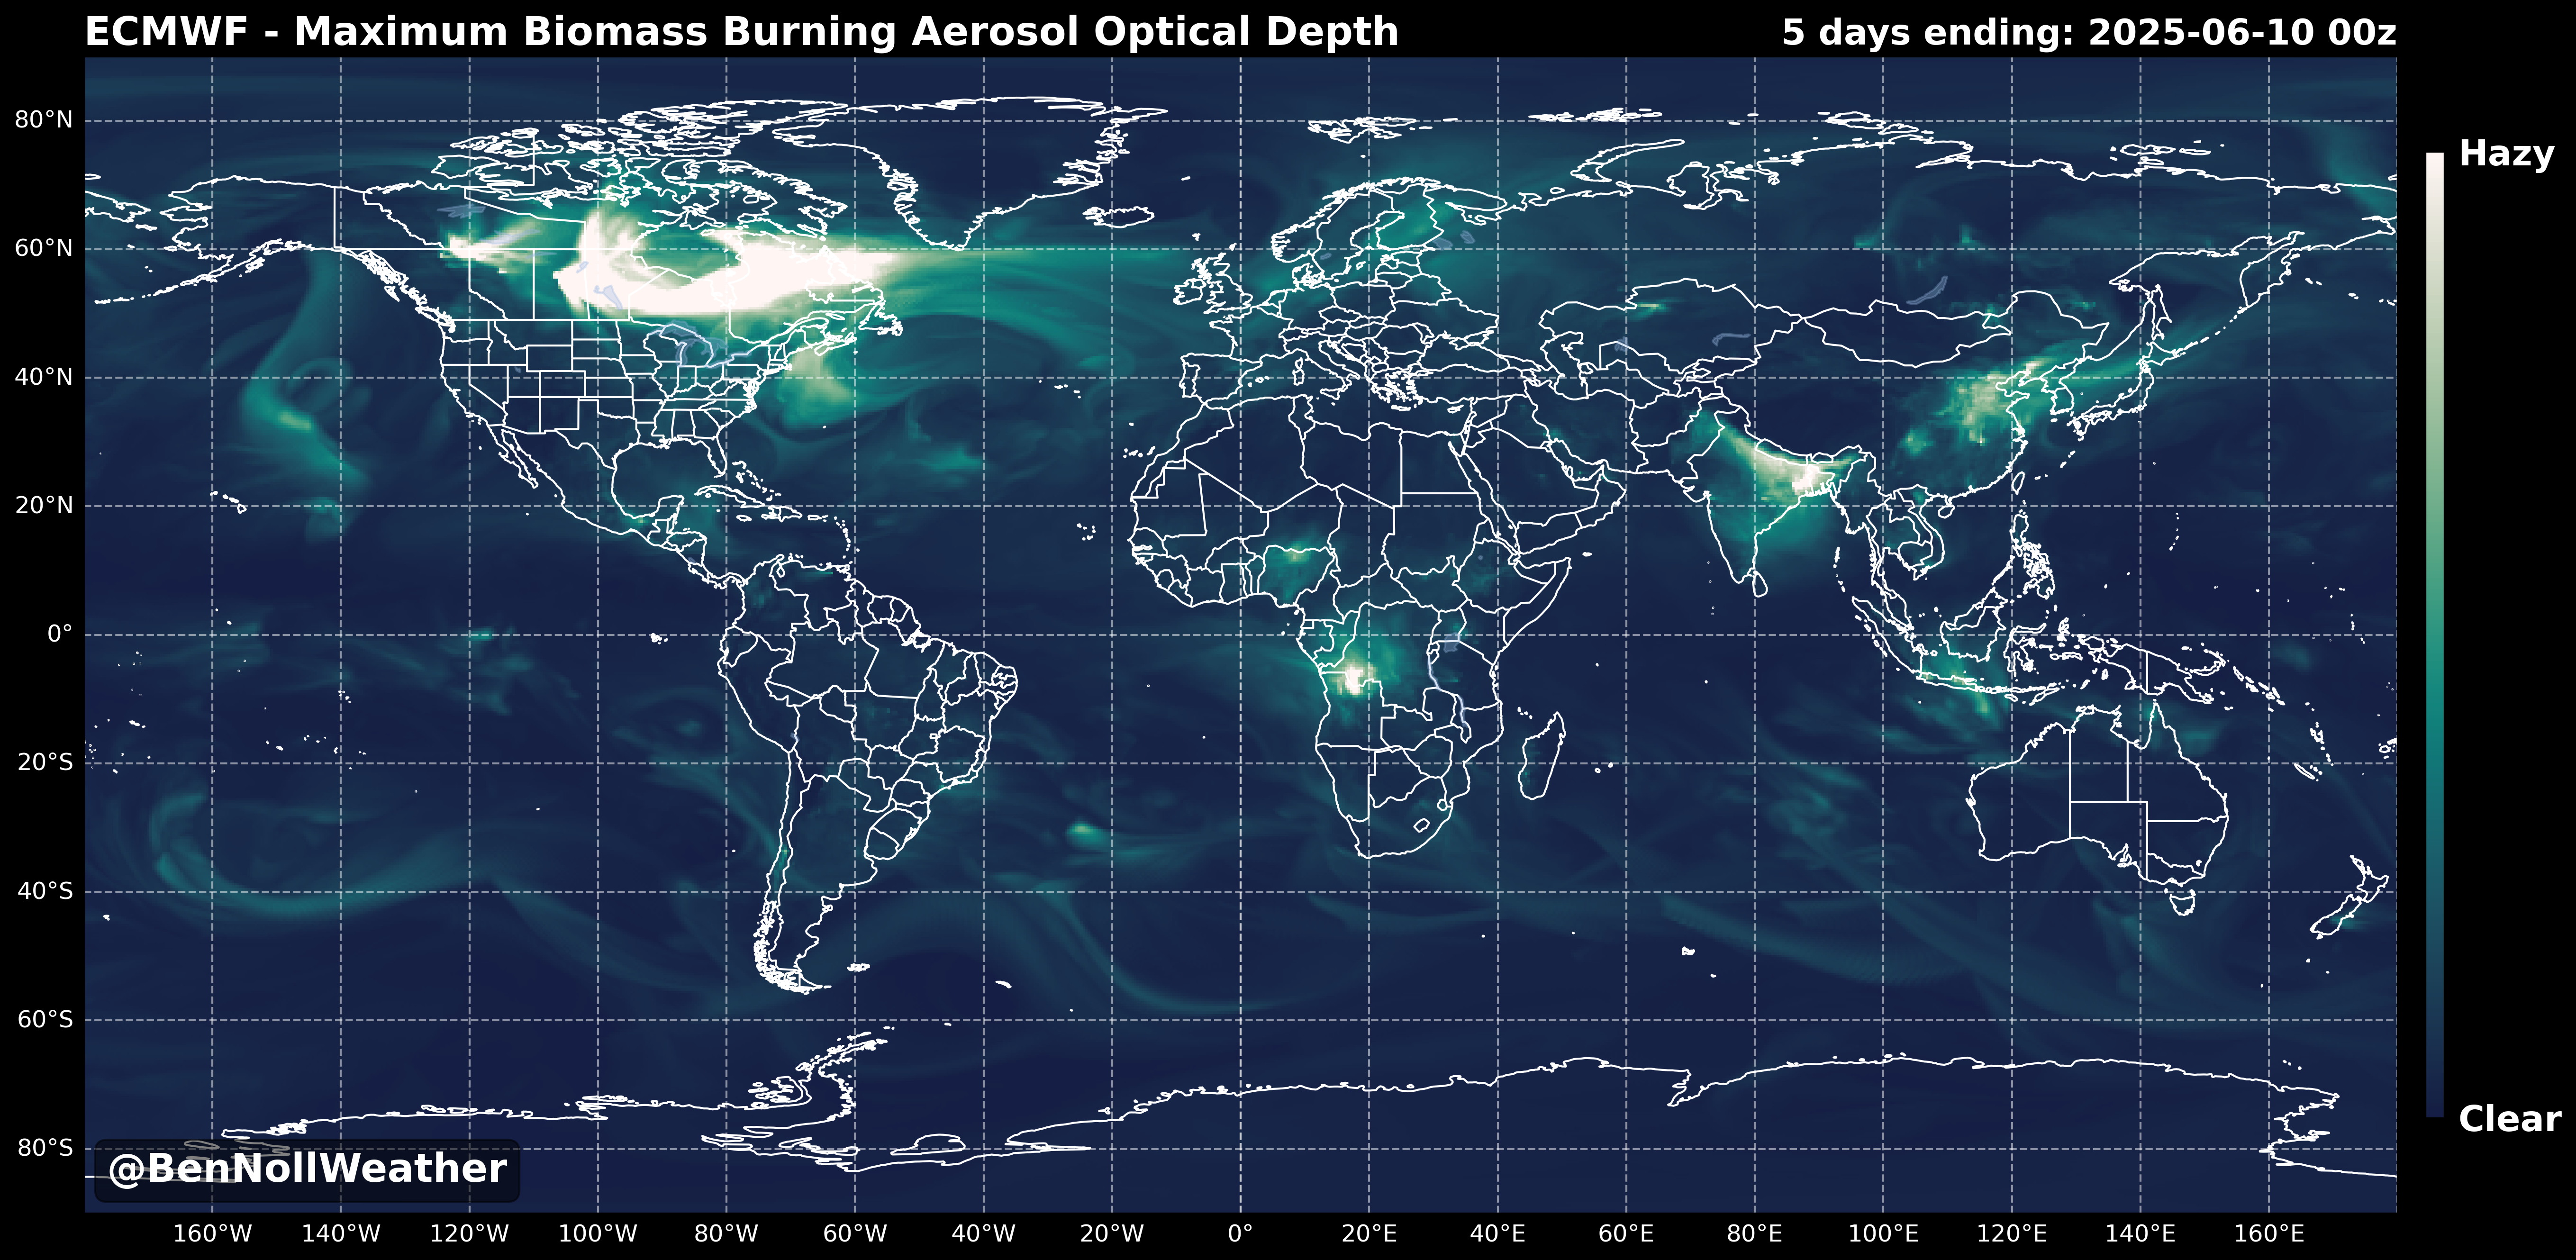 ECMWF - Maximum Biomass Burning Aerosol Optical Depth
5 days ending: 2025-06-10 00z
80°N
60°N
40°N
20°N
0°
20°S
40°S
60°S
80°S
Hazy
Clear
@BenNollWeather
160°W 140°W 120°W 100°W 80°W 60°W 40°W 20°W 0° 20°E 40°E 60°E 80°E 100°E 120°E 140°E 160°E